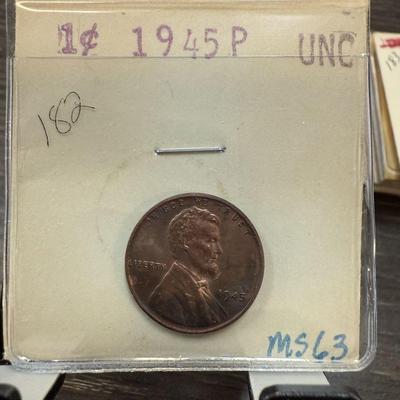 1¢ 1945 P UNC
182
IN GOD WE TRUST
LIBERTY
1945
MS63